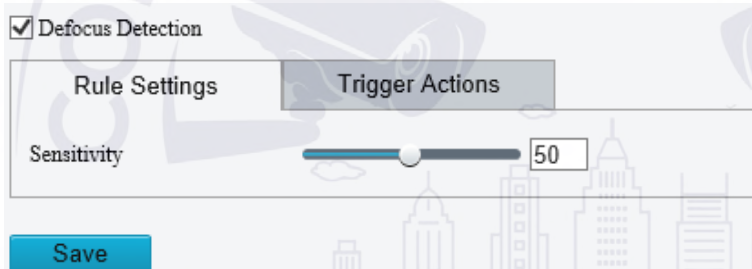 Defocus Detection
Rule Settings Trigger Actions
Sensitivity 50
Save